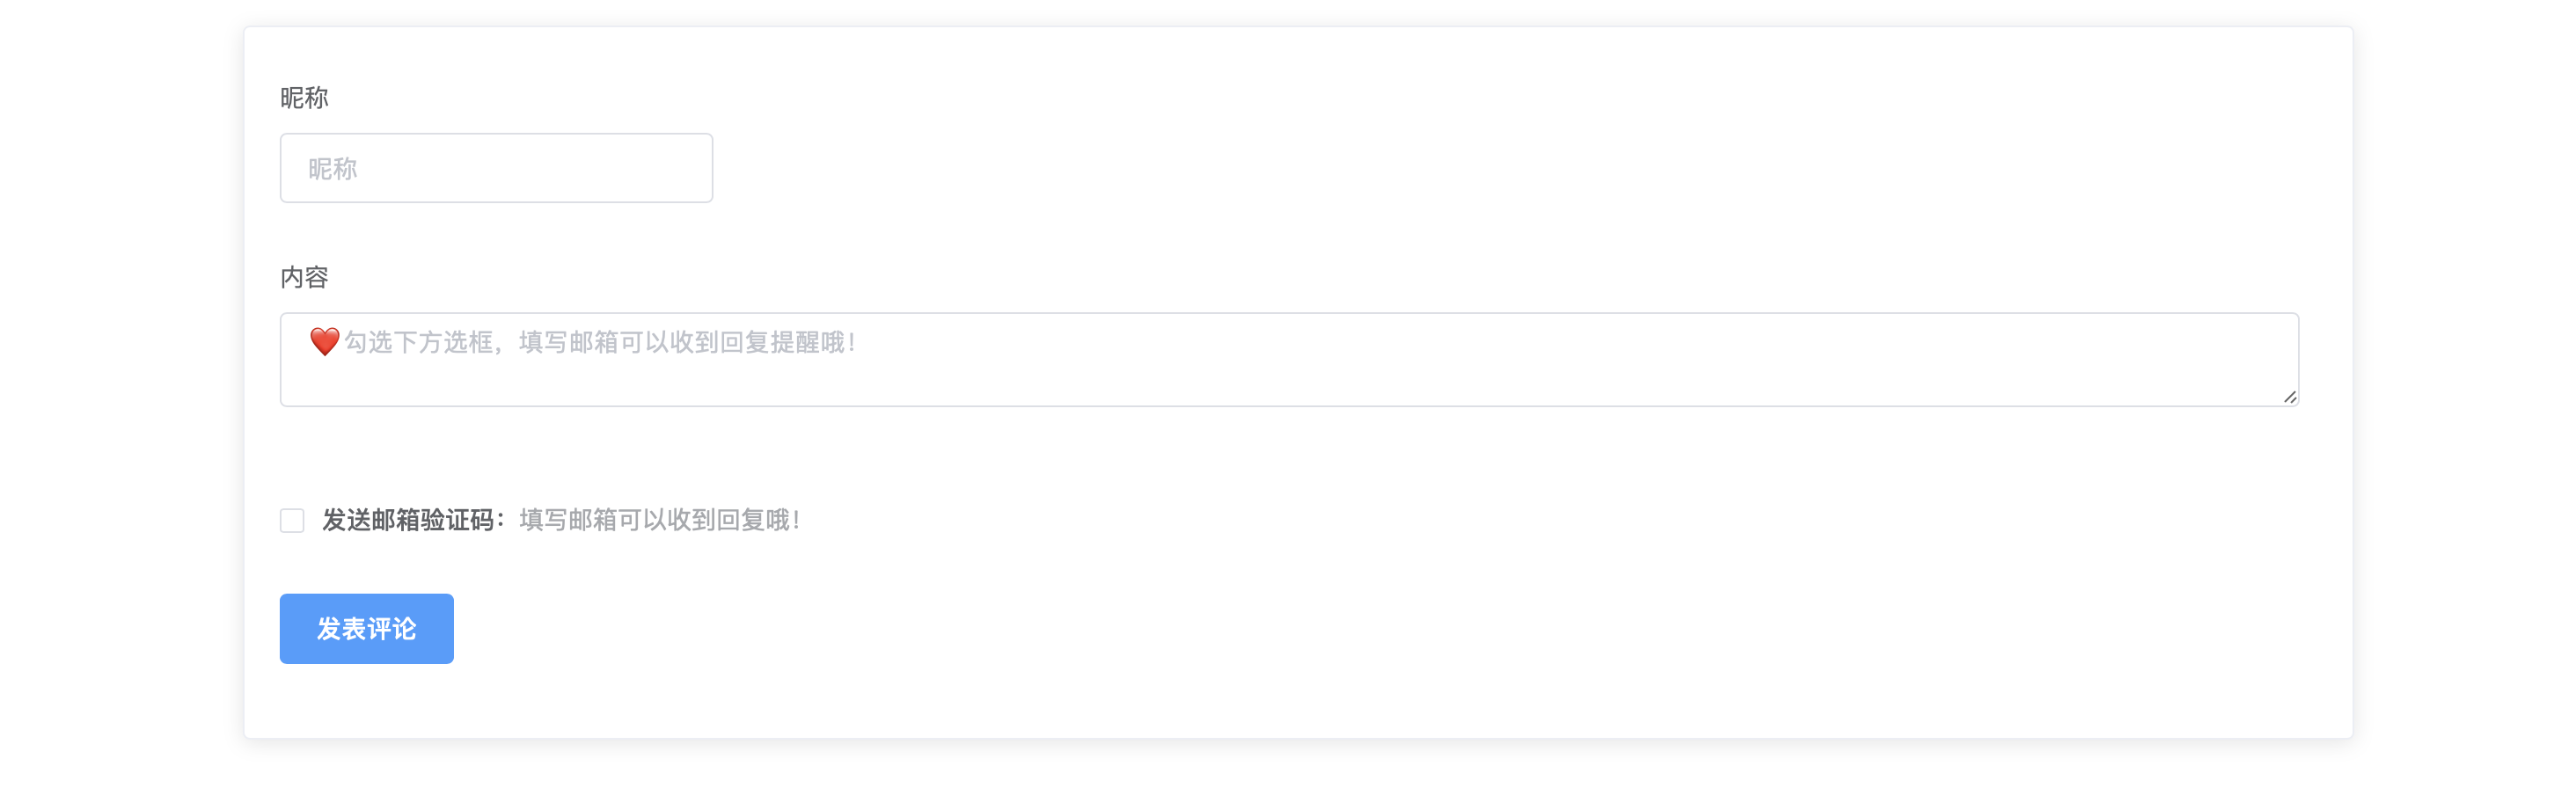 昵称
昵称
内容
❤️勾选下方选框，填写邮箱可以收到回复提醒哦！
发送邮箱验证码：填写邮箱可以收到回复哦！
发表评论